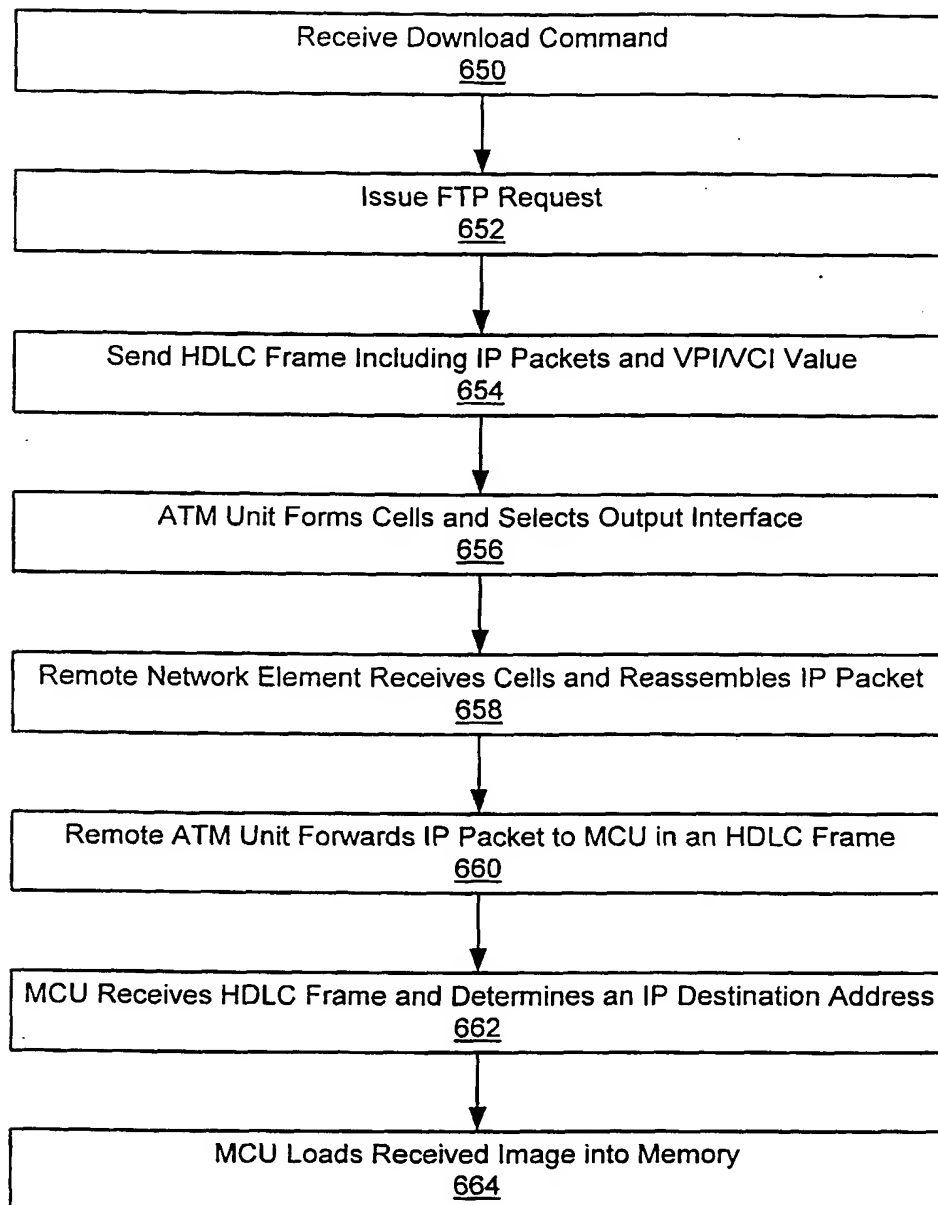 Receive Download Command
650
Issue FTP Request
652
Send HDLC Frame Including IP Packets and VPI/VCI Value
654
ATM Unit Forms Cells and Selects Output Interface
656
Remote Network Element Receives Cells and Reassembles IP Packet
658
Remote ATM Unit Forwards IP Packet to MCU in an HDLC Frame
660
MCU Receives HDLC Frame and Determines an IP Destination Address
662
MCU Loads Received Image into Memory
664